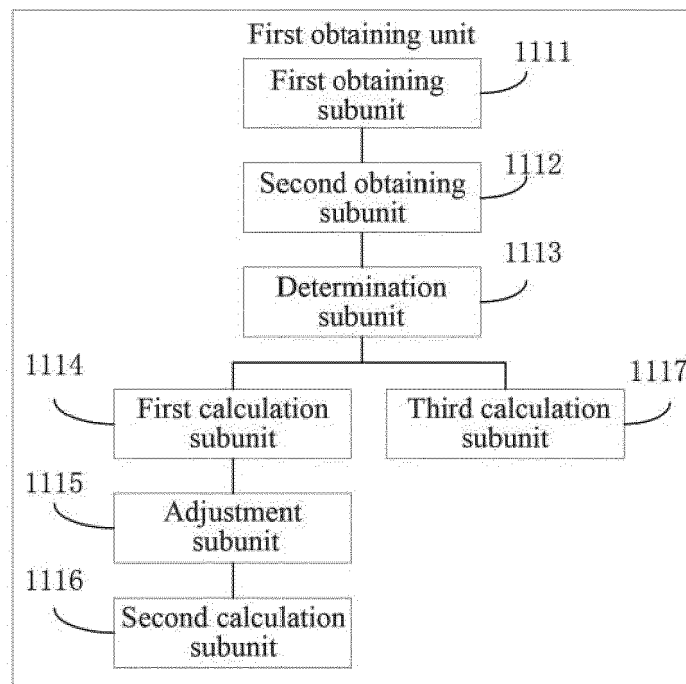 First obtaining unit
1111
First obtaining
subunit
1112
Second obtaining
subunit
1113
Determination
subunit
1114
1117
First calculation
subunit
Third calculation
subunit
1115
Adjustment
subunit
1116
Second calculation
subunit